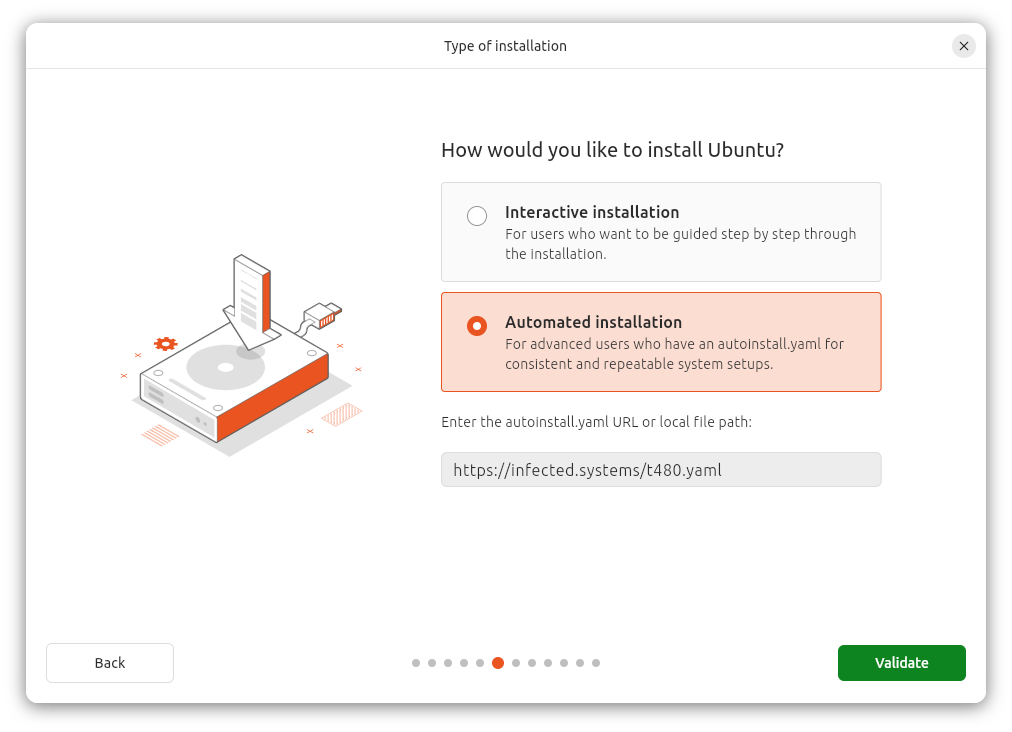 Type of installation
How would you like to install Ubuntu?
Interactive installation
For users who want to be guided step by step through
the installation.
Automated installation
For advanced users who have an autoinstall.yaml for
consistent and repeatable system setups.
Enter the autoinstall.yaml URL or local file path:
https://infected.systems/t480.yaml
Back
Validate